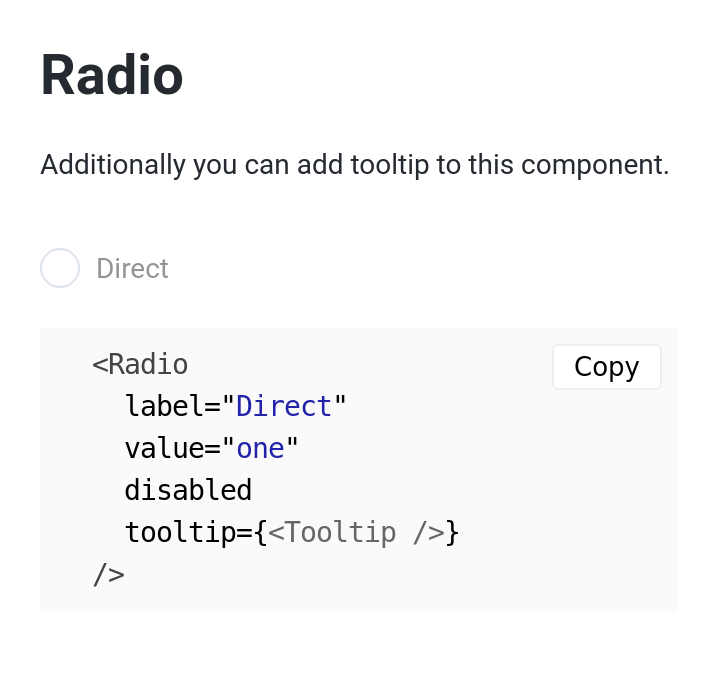 Radio
Additionally you can add tooltip to this component.
Direct
<Radio
Copy
label="Direct"
value="one"
disabled
tooltip={<Tooltip />}
/>